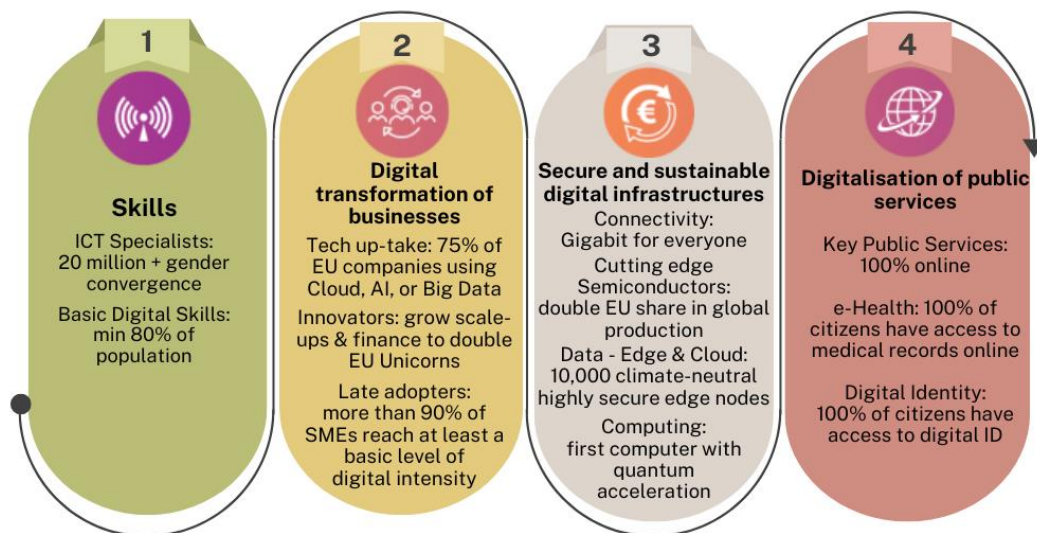 1
Skills
ICT Specialists:
20 million + gender
convergence
Basic Digital Skills:
min 80% of
population
2
Digital
transformation of
businesses
Tech up-take: 75% of
EU companies using
Cloud, AI, or Big Data
Innovators: grow scale-
ups & finance to double
EU Unicorns
Late adopters:
more than 90% of
SMEs reach at least a
basic level of
digital intensity
3
€
Secure and sustainable
digital infrastructures
Connectivity:
Gigabit for everyone
Cutting edge
Semiconductors:
double EU share in global
production
Data - Edge & Cloud:
10,000 climate-neutral
highly secure edge nodes
Computing:
first computer with
quantum
acceleration
4
Digitalisation of public
services
Key Public Services:
100% online
e-Health: 100% of
citizens have access to
medical records online
Digital Identity:
100% of citizens have
access to digital ID